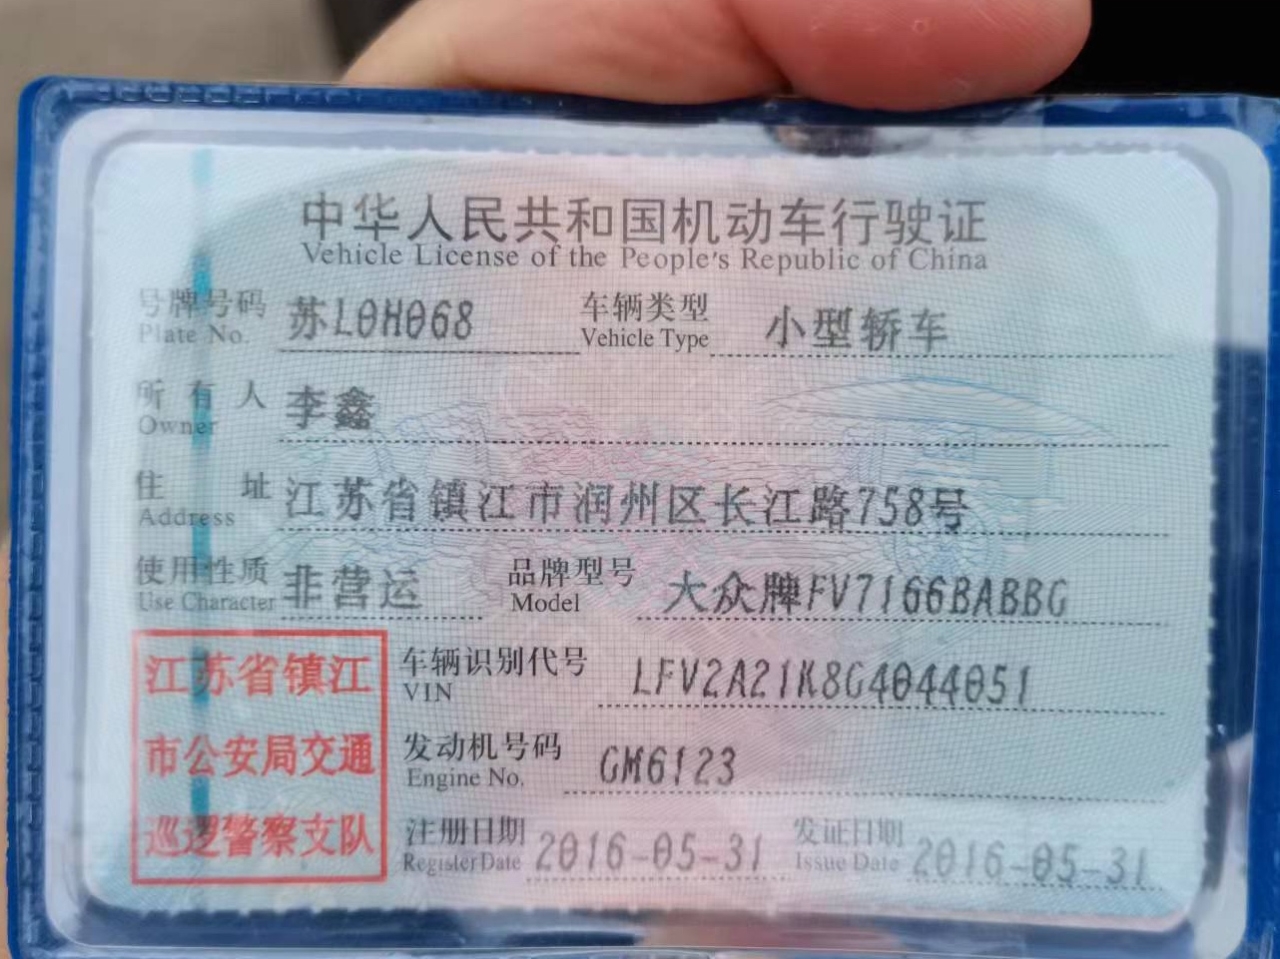 中华人民共和国机动车行驶证
Vehicle License of the People's Republic of China
号牌号码 苏L0H068 车辆类型 小型轿车
Plate No. Vehicle Type
所有人 李鑫
Owner
住址 江苏省镇江市润州区长江路758号
Address
使用性质 非营运 品牌型号 大众牌FV7166BABBG
Use Character Model
江苏省镇江
市公安局交通
巡逻警察支队
车辆识别代号 LFV2A21K8G4044051
VIN
发动机号码 GM6123
Engine No.
注册日期 2016-05-31 发证日期 2016-05-31
Register Date Issue Date